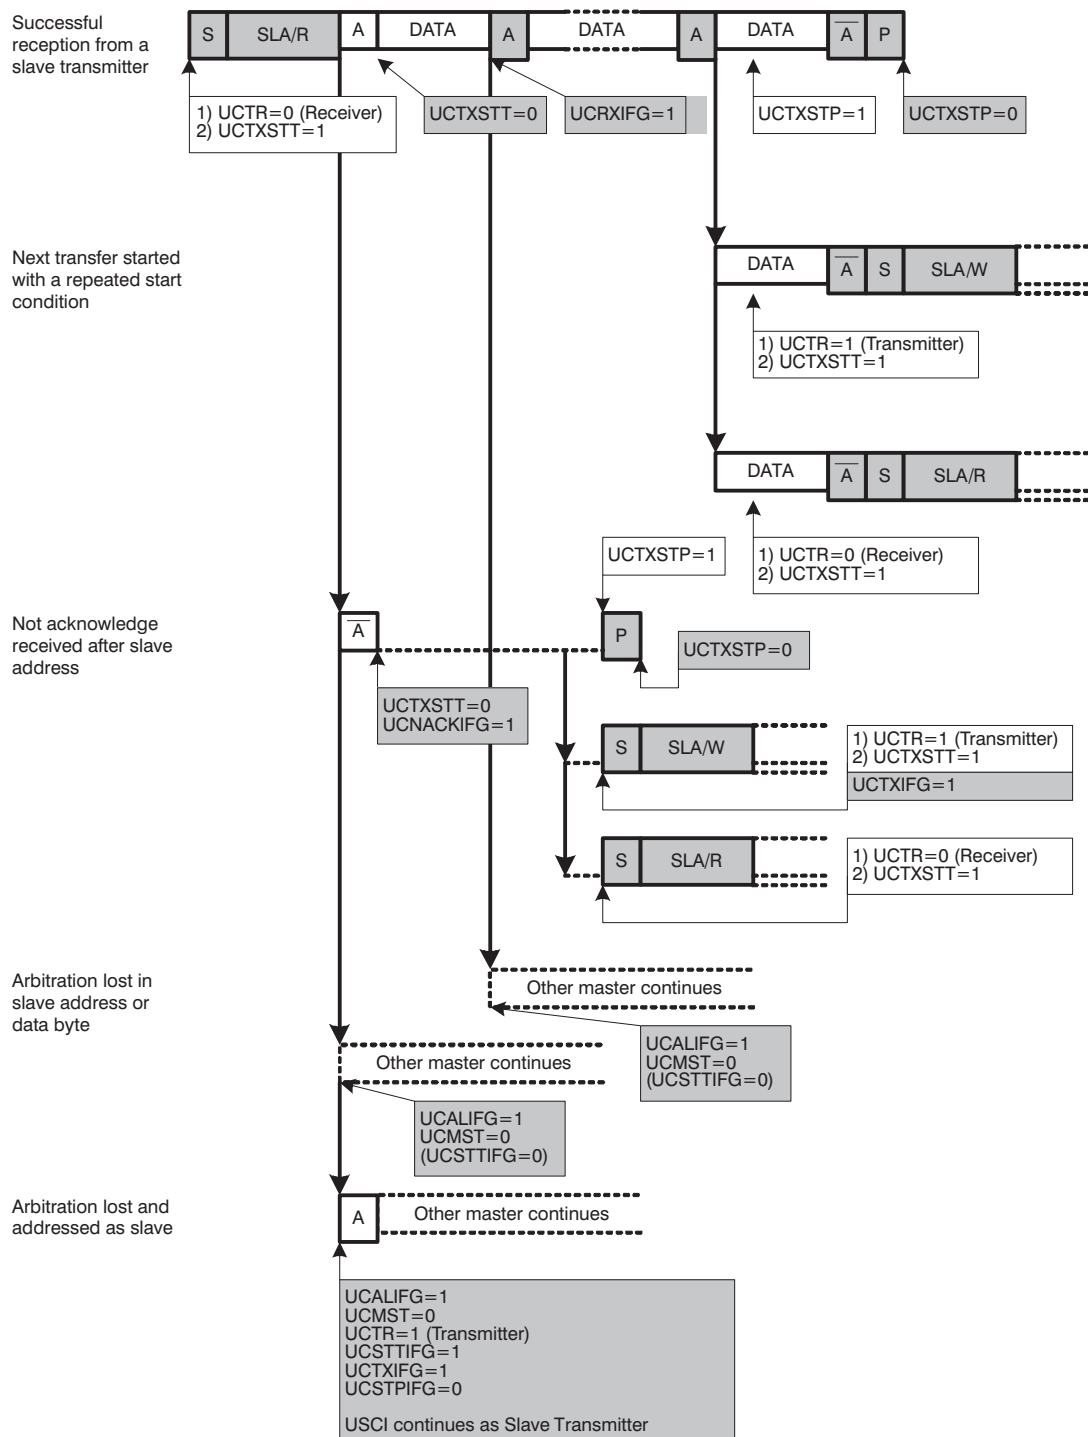 Successful
reception from a
slave transmitter
S SLA/R A DATA A DATA A DATA A P
1) UCTR=0 (Receiver)
2) UCTXSTT=1
UCTXSTT=0
UCRXIFG=1
UCTXSTP=1
UCTXSTP=0
Next transfer started
with a repeated start
condition
DATA A S SLA/W
1) UCTR=1 (Transmitter)
2) UCTXSTT=1
DATA A S SLA/R
1) UCTR=0 (Receiver)
2) UCTXSTT=1
UCTXSTP=1
Not acknowledge
received after slave
address
A
P
UCTXSTP=0
UCTXSTT=0
UCNACKIFG=1
S SLA/W
1) UCTR=1 (Transmitter)
2) UCTXSTT=1
UCTXIFG=1
S SLA/R
1) UCTR=0 (Receiver)
2) UCTXSTT=1
Arbitration lost in
slave address or
data byte
Other master continues
UCALIFG=1
UCMST=0
(UCSTTIFG=0)
Other master continues
UCALIFG=1
UCMST=0
(UCSTTIFG=0)
Arbitration lost and
addressed as slave
A Other master continues
UCALIFG=1
UCMST=0
UCTR=1 (Transmitter)
UCSTTIFG=1
UCTXIFG=1
UCSTPIFG=0
USCI continues as Slave Transmitter